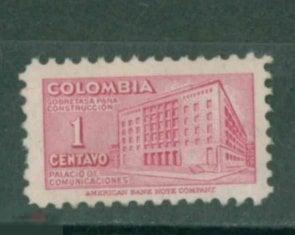 COLOMBIA
SOBRETASA PARA
CONSTRUCCION
1
CENTAVO
PALACIO DE
COMUNICACIONES
AMERICAN BANK NOTE COMPANY